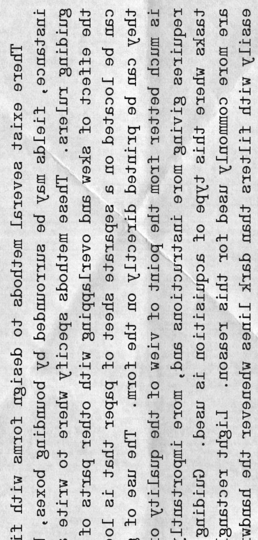 There exist several methods to design forms with
instance, fields may be surrounded by bounding boxes,
guiding rulers. These methods specify where to write
the effect of skew and overlapping with other parts of
can be located on a separate sheet of paper that is
they can be printed directly on the form. The use of
is much better from the point of view of the quality
requires giving more instructions and, more
tasks where this type of acquisition is used. Guiding
are more commonly used for this reason. Light
easily with filters than dark lines whenever the